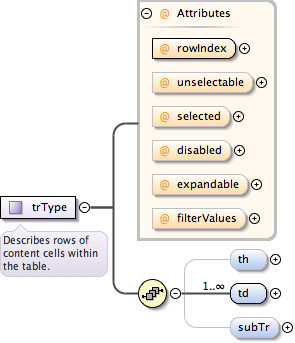 Attributes
@ rowIndex
@ unselectable
@ selected
@ disabled
@ expandable
@ filterValues
trType
Describes rows of
content cells within
the table.
th
1..∞
td
subTr